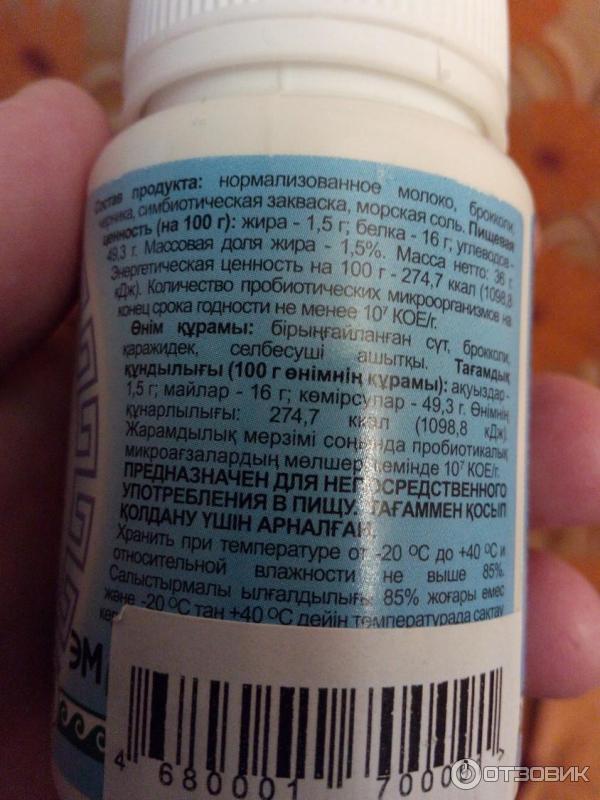 Состав продукта: нормализованное молоко, брокколи,
черника, симбиотическая закваска, морская соль. Пищевая
ценность (на 100 г): жира - 1,5 г; белка - 16 г; углеводов -
49,3 г. Массовая доля жира - 1,5%. Масса нетто: 36 г.
Энергетическая ценность на 100 г - 274,7 ккал (1098,8
кДж). Количество пробиотических микроорганизмов на
конец срока годности не менее 10⁷ КОЕ/г.
Өнім құрамы: бірыңғайланған сүт, брокколи,
қаражидек, селбесуші ашытқы. Тағамдық
құндылығы (100 г өнімнің құрамы): ақуыздар -
1,5 г; майлар - 16 г; көмірсулар - 49,3 г. Өнімнің
құнарлылығы: 274,7 ккал (1098,8 кДж).
Жарамдылық мерзімі соңында пробиотикалық
микроағзалардың мөлшері кемінде 10⁷ КОЕ/г.
ПРЕДНАЗНАЧЕН ДЛЯ НЕПОСРЕДСТВЕННОГО
УПОТРЕБЛЕНИЯ В ПИЩУ. ТАҒАММЕН ҚОСЫП
ҚОЛДАНУ ҮШІН АРНАЛҒАН.
Хранить при температуре от -20 ⁰С до +40 ⁰С и
относительной влажности не выше 85%.
Салыстырмалы ылғалдылығы 85% жоғары емес
және -20 ⁰С тан +40 ⁰С дейін температурада сақтау
ЭМ
4 680001 7000 7
ОТЗОВИК